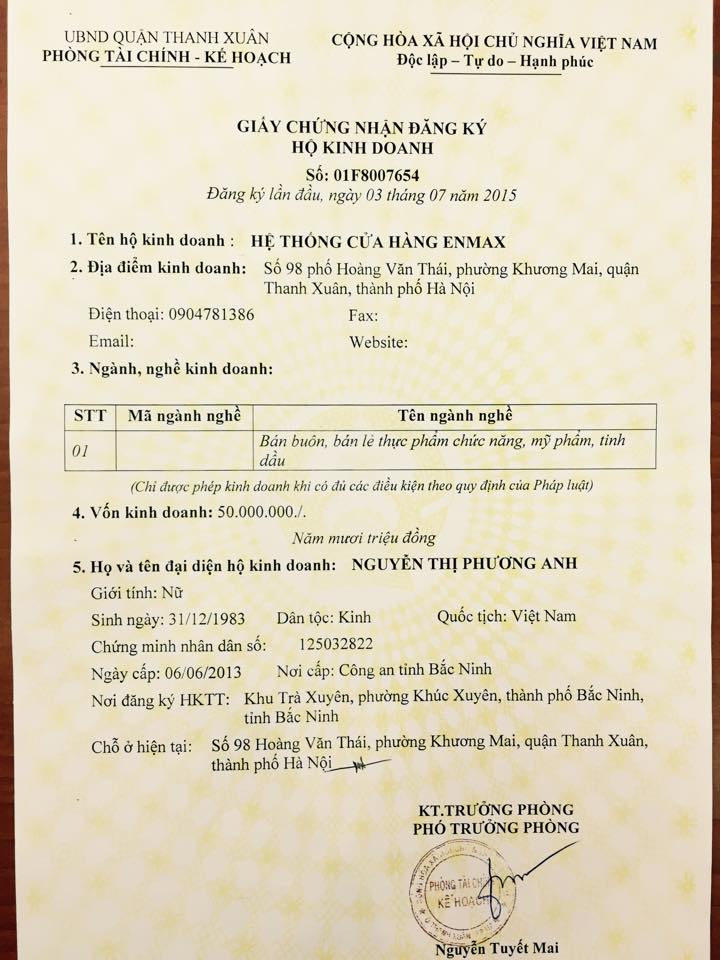 UBND QUẬN THANH XUÂN
PHÒNG TÀI CHÍNH - KẾ HOẠCH
CỘNG HÒA XÃ HỘI CHỦ NGHĨA VIỆT NAM
Độc lập – Tự do – Hạnh phúc
GIẤY CHỨNG NHẬN ĐĂNG KÝ
HỘ KINH DOANH
Số: 01F8007654
Đăng ký lần đầu, ngày 03 tháng 07 năm 2015
1. Tên hộ kinh doanh : HỆ THỐNG CỬA HÀNG ENMAX
2. Địa điểm kinh doanh: Số 98 phố Hoàng Văn Thái, phường Khương Mai, quận
Thanh Xuân, thành phố Hà Nội
Điện thoại: 0904781386 Fax:
Email: Website:
3. Ngành, nghề kinh doanh:
STT Mã ngành nghề Tên ngành nghề
01 Bán buôn, bán lẻ thực phẩm chức năng, mỹ phẩm, tinh
dầu
(Chỉ được phép kinh doanh khi có đủ các điều kiện theo quy định của Pháp luật)
4. Vốn kinh doanh: 50.000.000./.
Năm mươi triệu đồng
5. Họ và tên đại diện hộ kinh doanh: NGUYỄN THỊ PHƯƠNG ANH
Giới tính: Nữ
Sinh ngày: 31/12/1983 Dân tộc: Kinh Quốc tịch: Việt Nam
Chứng minh nhân dân số: 125032822
Ngày cấp: 06/06/2013 Nơi cấp: Công an tỉnh Bắc Ninh
Nơi đăng ký HKTT: Khu Trà Xuyên, phường Khúc Xuyên, thành phố Bắc Ninh,
tỉnh Bắc Ninh
Chỗ ở hiện tại: Số 98 Hoàng Văn Thái, phường Khương Mai, quận Thanh Xuân,
thành phố Hà Nội
KT.TRƯỞNG PHÒNG
PHÓ TRƯỞNG PHÒNG
PHÒNG TÀI CHÍNH
KẾ HOẠCH
Nguyễn Tuyết Mai